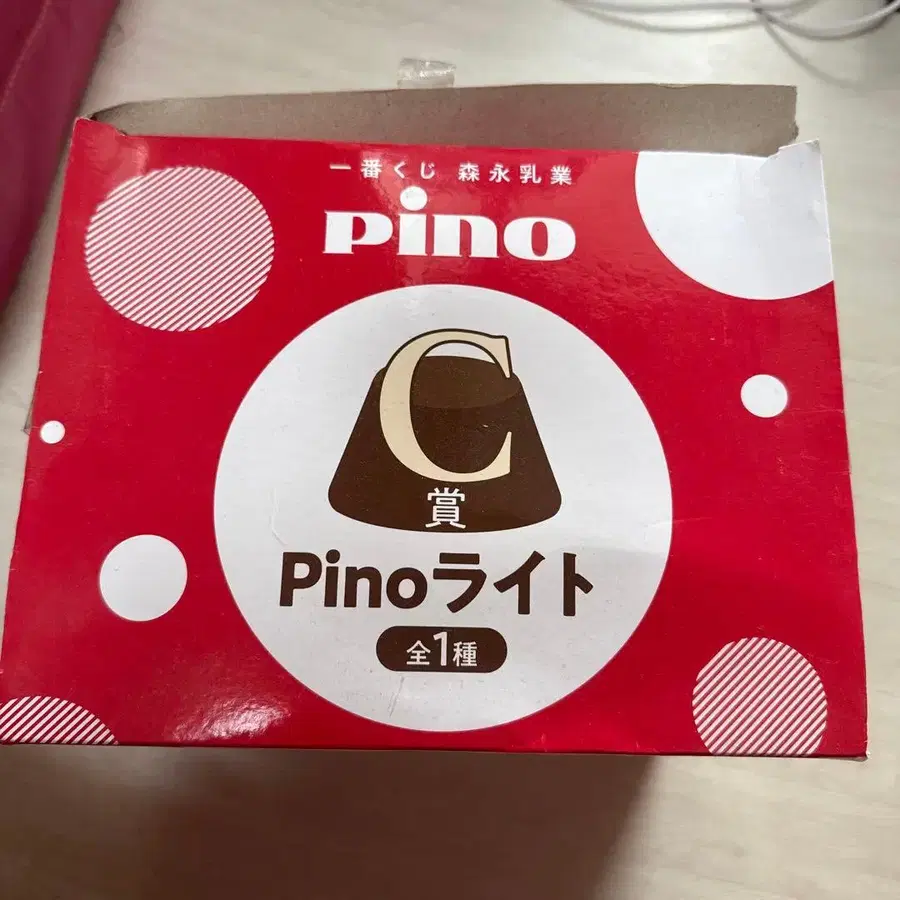 一番くじ 森永乳業
pino
C
賞
Pinoライト
全1種